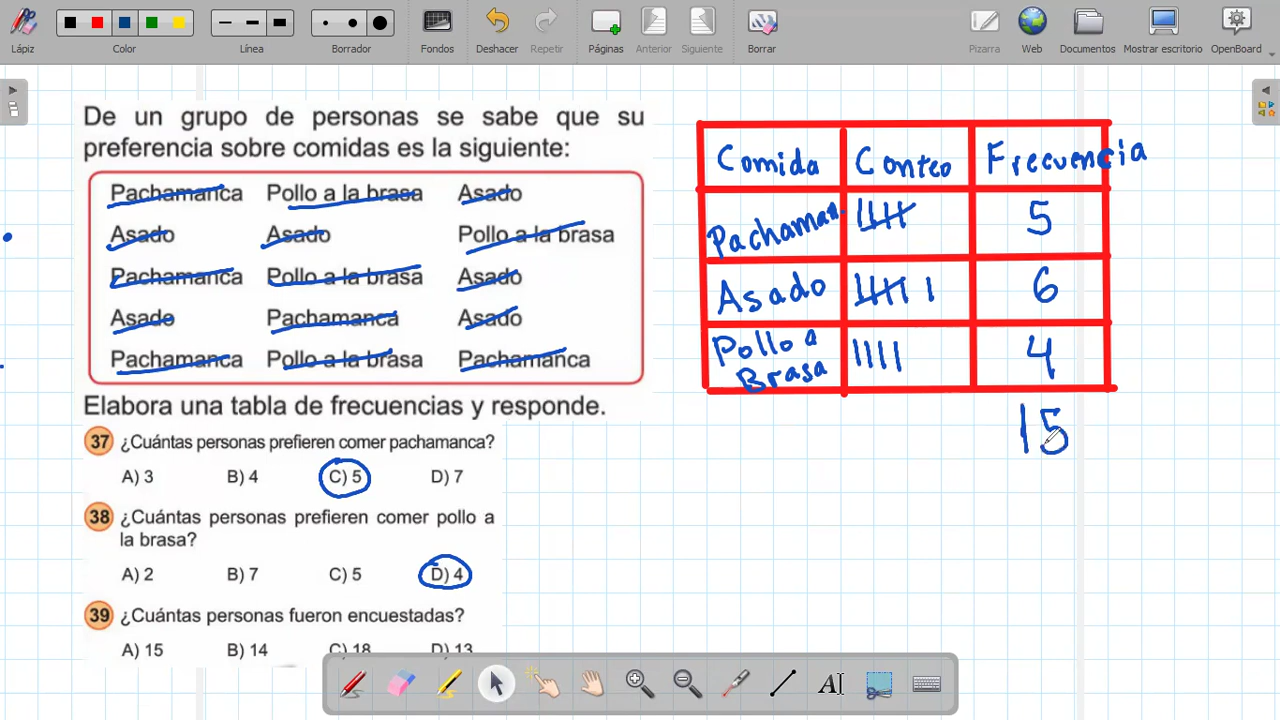 Lápiz Color Línea Borrador Fondos Deshacer Repetir Páginas Anterior Siguiente Borrar Pizarra Web Documentos Mostrar escritorio OpenBoard
De un grupo de personas se sabe que su
preferencia sobre comidas es la siguiente:
Pachamanca Pollo a la brasa Asado
Asado Asado Pollo a la brasa
Pachamanca Pollo a la brasa Asado
Asado Pachamanca Asado
Pachamanca Pollo a la brasa Pachamanca
Elabora una tabla de frecuencias y responde.
37 ¿Cuántas personas prefieren comer pachamanca?
A) 3 B) 4 C) 5 D) 7
38 ¿Cuántas personas prefieren comer pollo a
la brasa?
A) 2 B) 7 C) 5 D) 4
39 ¿Cuántas personas fueron encuestadas?
A) 15 B) 14 C) 18 D) 13
Comida Conteo Frecuencia
Pachaman 5
Asado 6
Pollo a
Brasa 4
15
AI